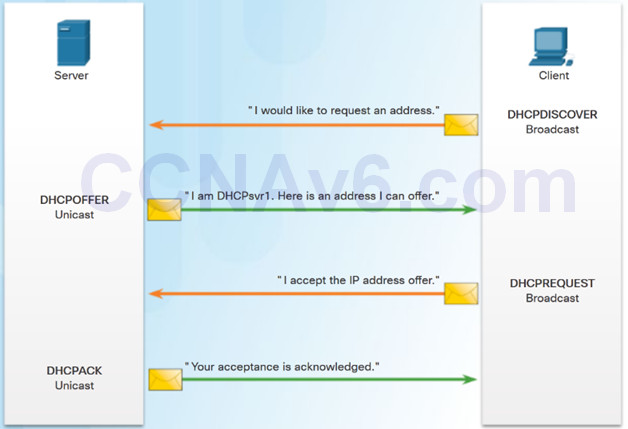 Server
Client
"I would like to request an address."
DHCPDISCOVER
Broadcast
CCNAv6.com
DHCPOFFER
Unicast
"I am DHCPsvr1. Here is an address I can offer."
"I accept the IP address offer."
DHCPREQUEST
Broadcast
DHCPACK
Unicast
"Your acceptance is acknowledged."